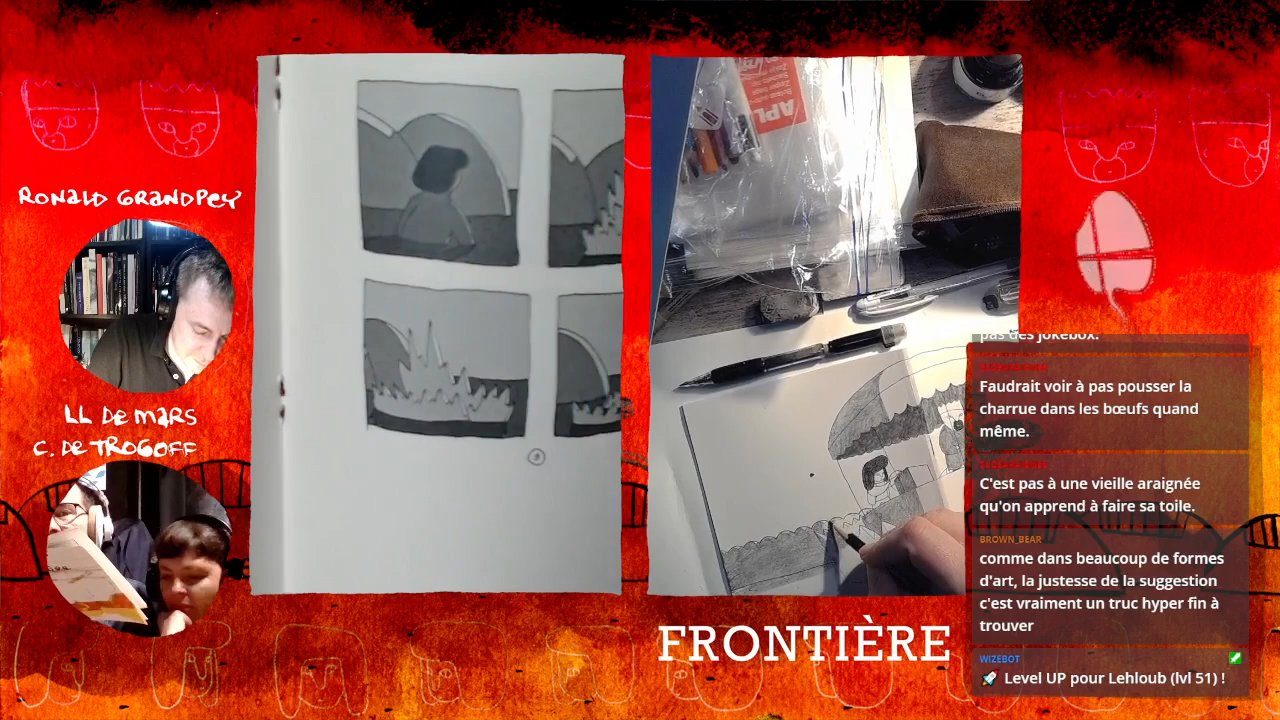 RONALD GRANDPEY
LL DE MARS
C. DE TROGOFF
APLI
FRONTIÈRE
pas des jokebox.
Faudrait voir à pas pousser la
charrue dans les bœufs quand
même.
C'est pas à une vieille araignée
qu'on apprend à faire sa toile.
BROWN_BEAR
comme dans beaucoup de formes
d'art, la justesse de la suggestion
c'est vraiment un truc hyper fin à
trouver
WIZEBOT
🚀 Level UP pour Lehloub (lvl 51) !